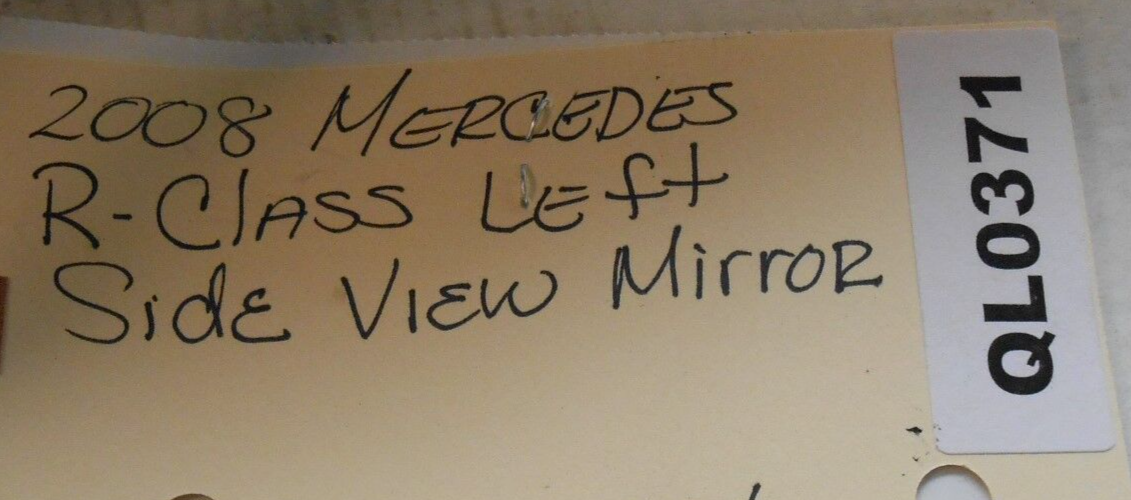 2008 MERCEDES
R-ClASS LEft
SidE VIEW MirroR
QL0371